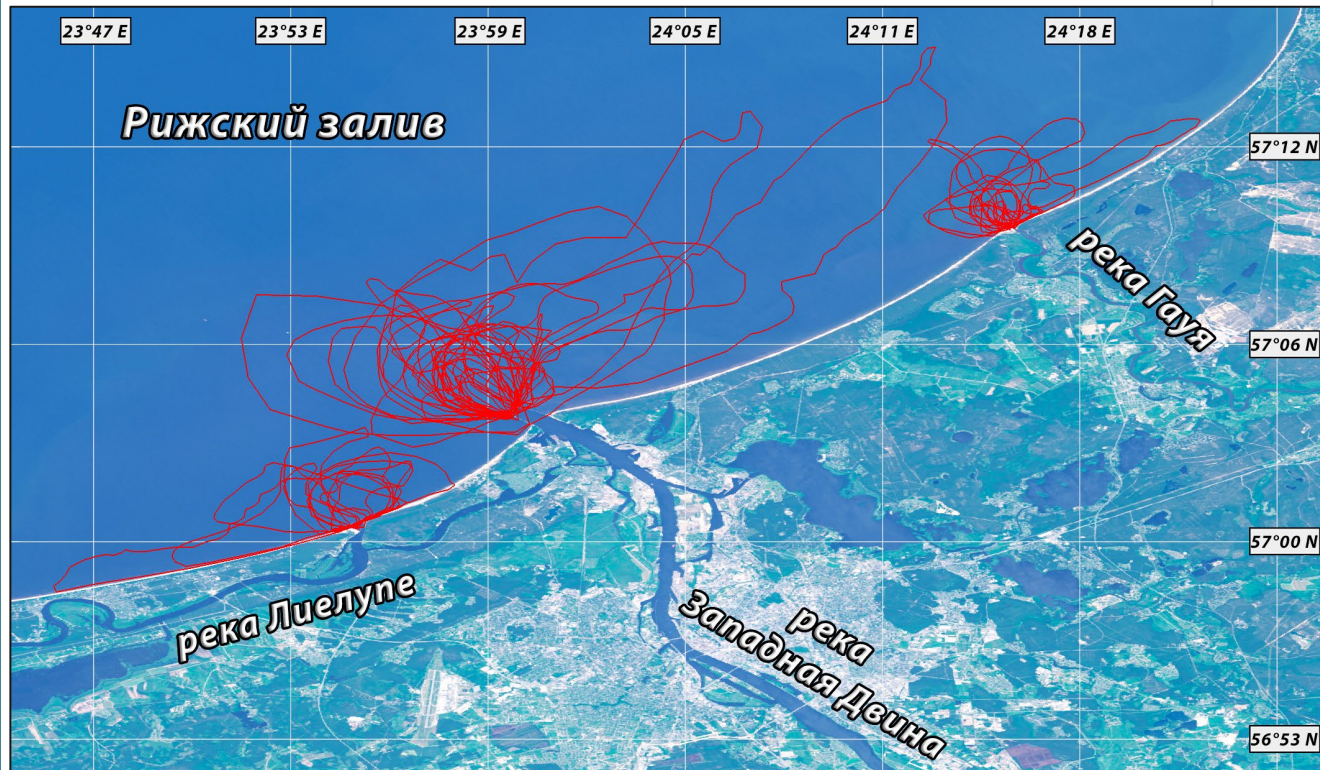 23°47 E
23°53 E
23°59 E
24°05 E
24°11 E
24°18 E
Рижский залив
57°12 N
река Гауя
57°06 N
57°00 N
река Лиелупе
река
Западная Двина
56°53 N